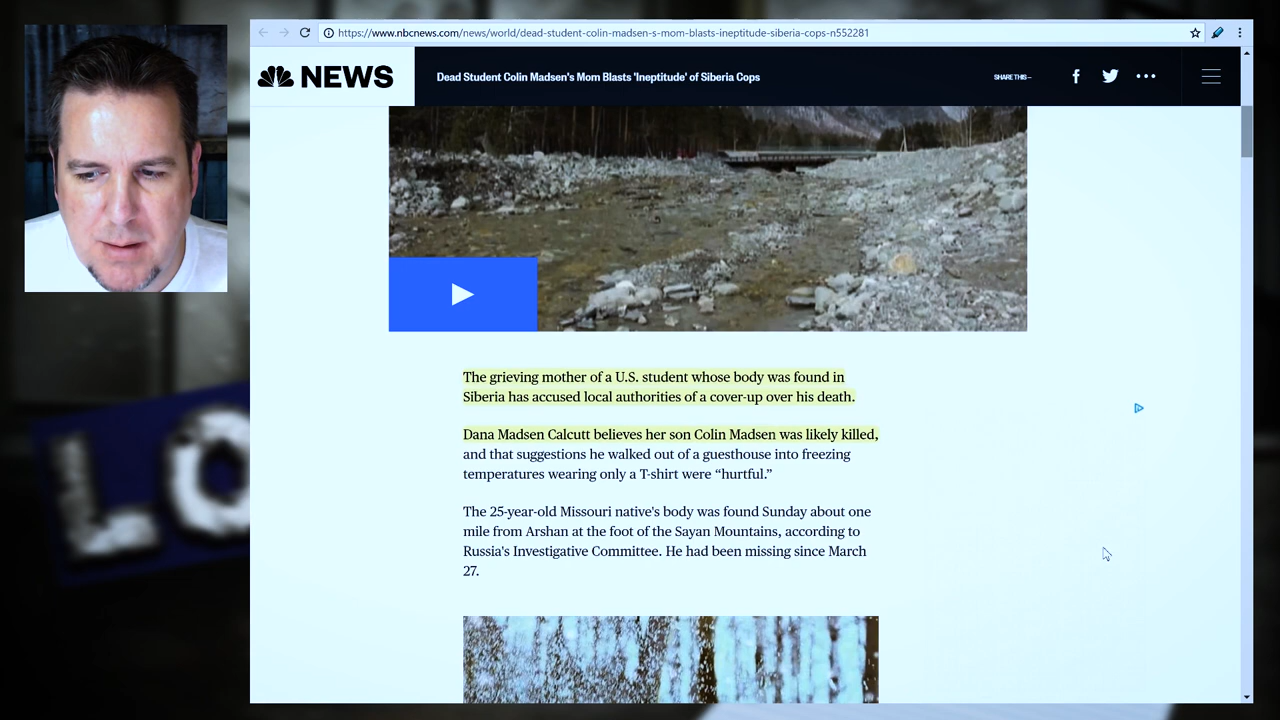 https://www.nbcnews.com/news/world/dead-student-colin-madsen-s-mom-blasts-ineptitude-siberia-cops-n552281
NEWS
Dead Student Colin Madsen's Mom Blasts 'Ineptitude' of Siberia Cops
SHARE THIS—
The grieving mother of a U.S. student whose body was found in
Siberia has accused local authorities of a cover-up over his death.
Dana Madsen Calcutt believes her son Colin Madsen was likely killed,
and that suggestions he walked out of a guesthouse into freezing
temperatures wearing only a T-shirt were “hurtful.”
The 25-year-old Missouri native's body was found Sunday about one
mile from Arshan at the foot of the Sayan Mountains, according to
Russia's Investigative Committee. He had been missing since March
27.
LO